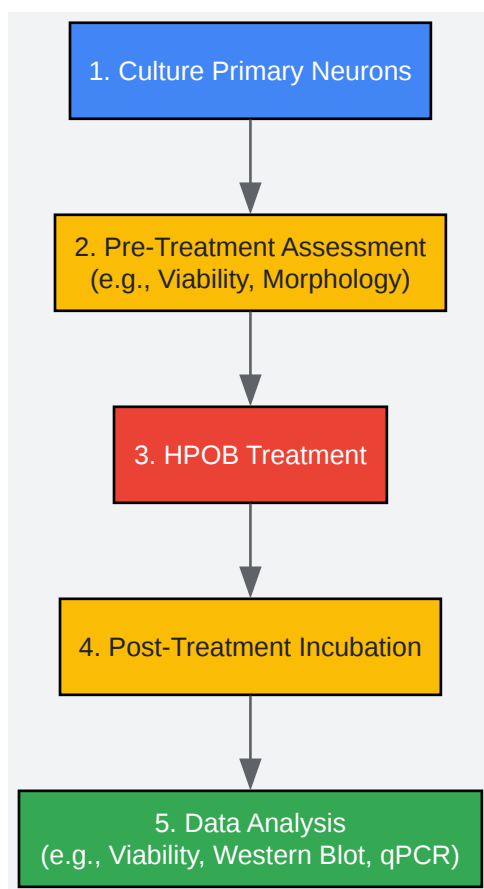 1. Culture Primary Neurons
2. Pre-Treatment Assessment
(e.g., Viability, Morphology)
3. HPOB Treatment
4. Post-Treatment Incubation
5. Data Analysis
(e.g., Viability, Western Blot, qPCR)